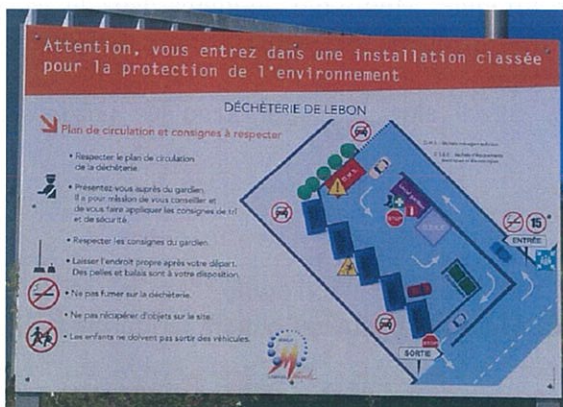 Attention, vous entrez dans une installation classée
pour la protection de l'environnement
DÉCHÈTERIE DE LEBON
Plan de circulation et consignes à respecter
• Respecter le plan de circulation
de la déchèterie.
• Présentez vous auprès du gardien.
Il a pour mission de vous conseiller et
de vous faire appliquer les consignes de tri
et de sécurité.
• Respecter les consignes du gardien.
• Laisser l'endroit propre après votre départ.
Des pelles et balais sont à votre disposition.
• Ne pas fumer sur la déchèterie.
• Ne pas récupérer d'objets sur le site.
• Les enfants ne doivent pas sortir des véhicules.
STOP
15
ENTRÉE
STOP
SORTIE